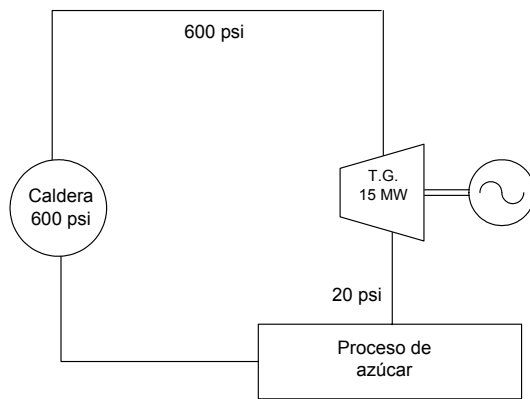 600 psi
Caldera
600 psi
T.G.
15 MW
20 psi
Proceso de
azúcar